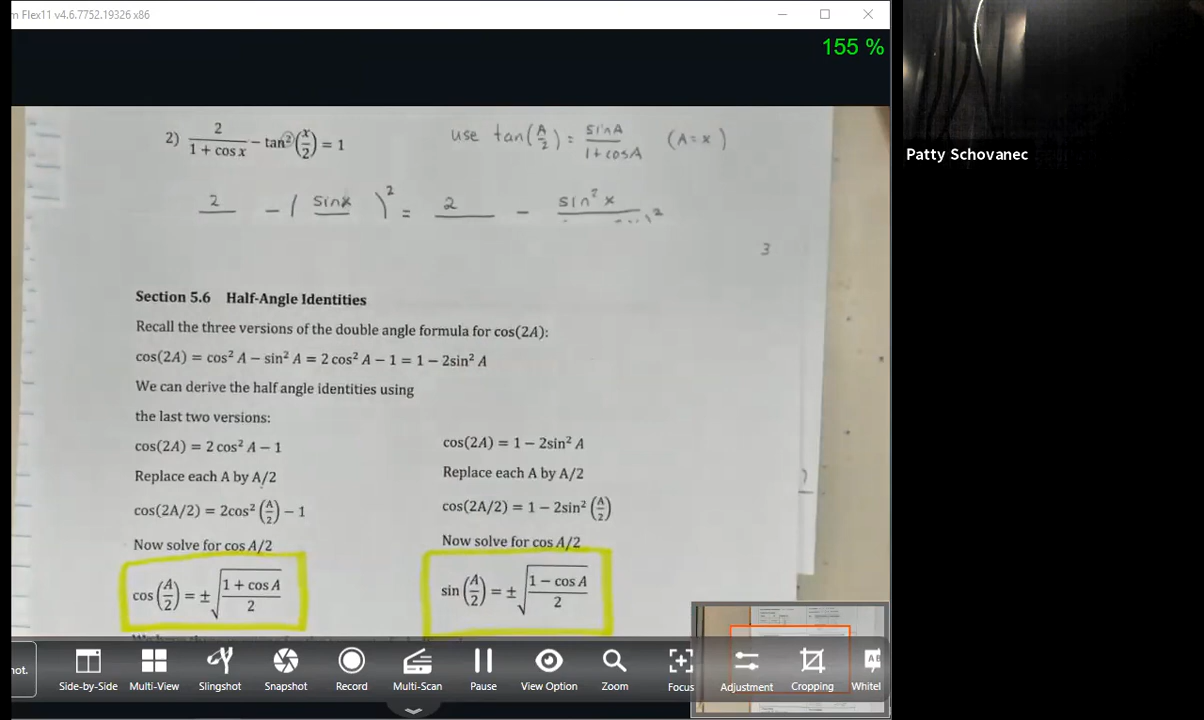 m Flex11 v4.6.7752.19326 x86
155 %
2) 2/(1 + cos x) − tan²(x/2) = 1
use tan(A/2) = sinA/(1+cosA) (A=x)
2 − ( sinx )² = 2 − sin²x
3
Section 5.6 Half-Angle Identities
Recall the three versions of the double angle formula for cos(2A):
cos(2A) = cos² A − sin² A = 2 cos² A − 1 = 1 − 2sin² A
We can derive the half angle identities using
the last two versions:
cos(2A) = 2 cos² A − 1
Replace each A by A/2
cos(2A/2) = 2cos² (A/2) − 1
Now solve for cos A/2
cos(A/2) = ±√((1 + cos A)/2)
cos(2A) = 1 − 2sin² A
Replace each A by A/2
cos(2A/2) = 1 − 2sin² (A/2)
Now solve for cos A/2
sin(A/2) = ±√((1 − cos A)/2)
not.
Side-by-Side
Multi-View
Slingshot
Snapshot
Record
Multi-Scan
Pause
View Option
Zoom
Focus
Adjustment
Cropping
Whitel
Patty Schovanec